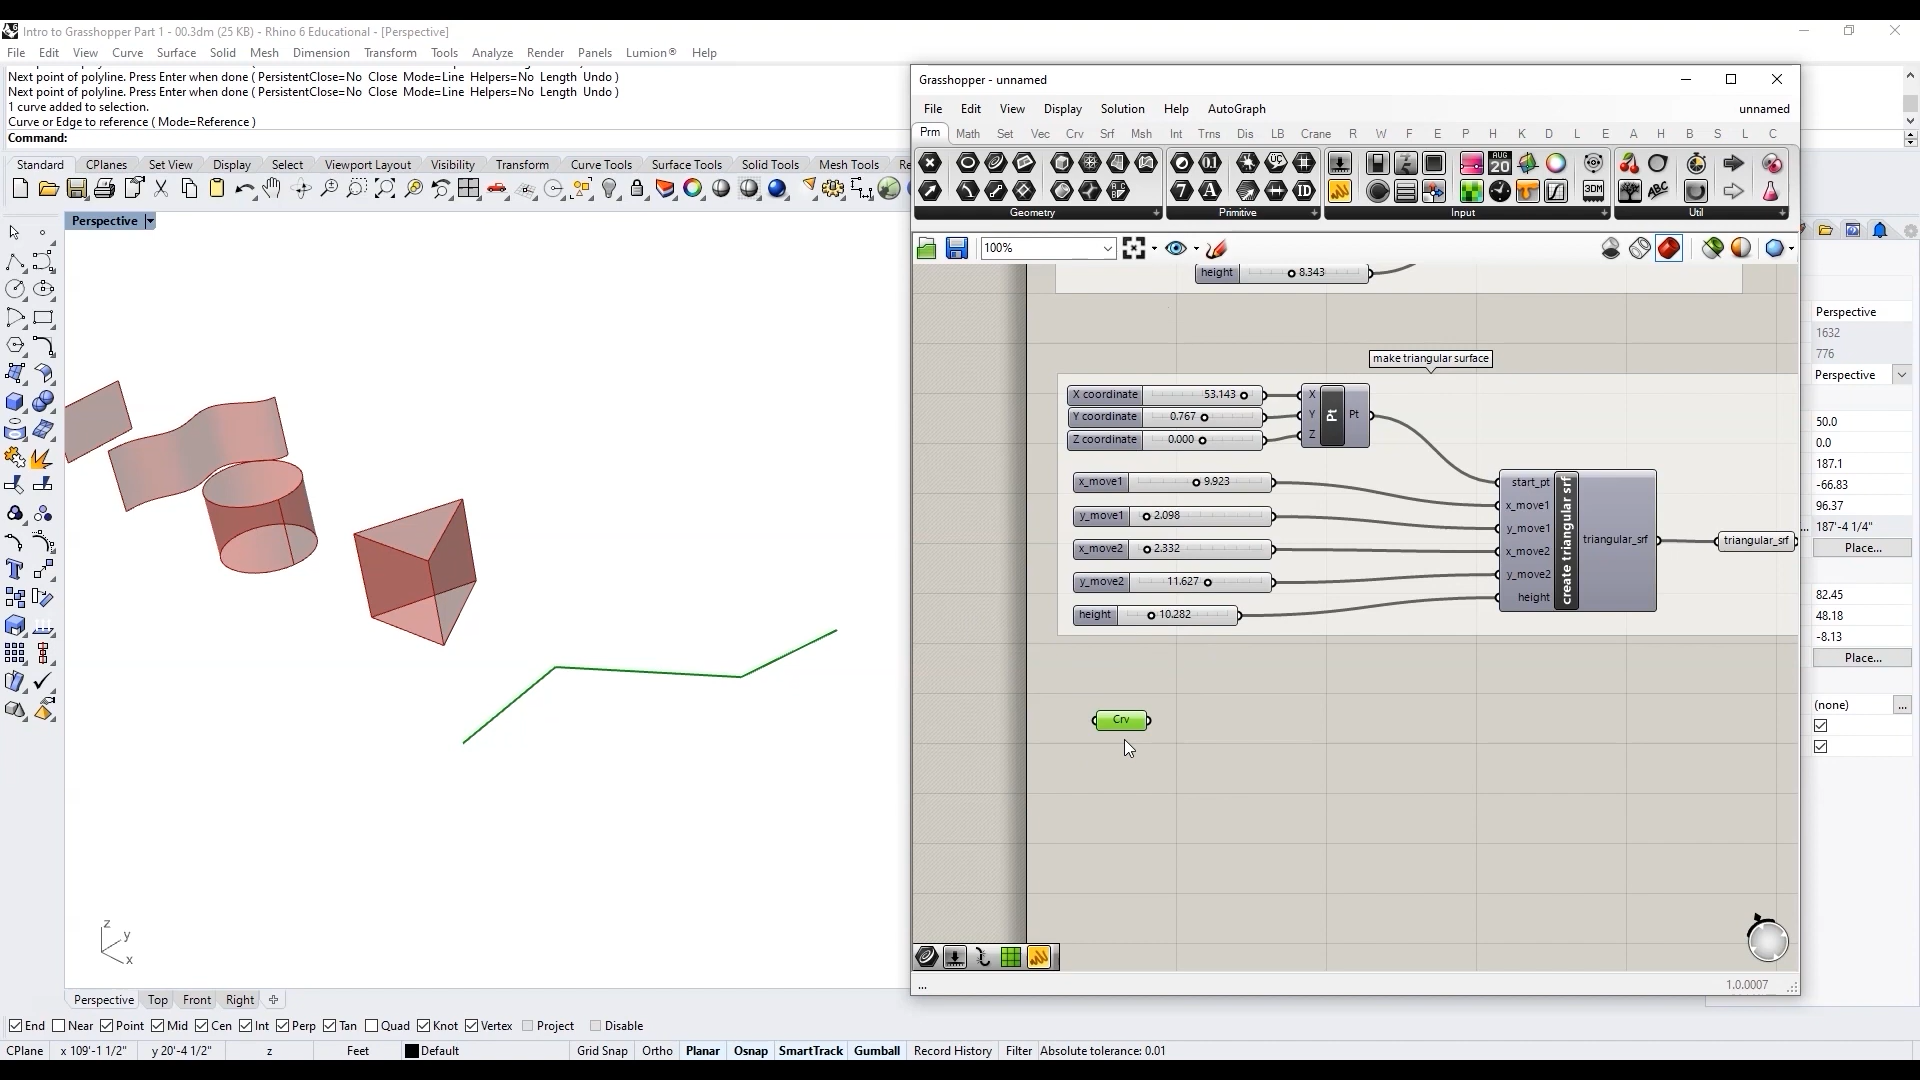 Intro to Grasshopper Part 1 - 00.3dm (25 KB) - Rhino 6 Educational - [Perspective]
File Edit View Curve Surface Solid Mesh Dimension Transform Tools Analyze Render Panels Lumion® Help
Next point of polyline. Press Enter when done ( PersistentClose=No Close Mode=Line Helpers=No Length Undo )
Next point of polyline. Press Enter when done ( PersistentClose=No Close Mode=Line Helpers=No Length Undo )
1 curve added to selection.
Curve or Edge to reference ( Mode=Reference )
Command:
Standard CPlanes Set View Display Select Viewport Layout Visibility Transform Curve Tools Surface Tools Solid Tools Mesh Tools Re
Perspective
Grasshopper - unnamed
File Edit View Display Solution Help AutoGraph unnamed
Prm Math Set Vec Crv Srf Msh Int Trns Dis LB Crane R W F E P H K D L E A H B S L C
Geometry Primitive Input Util
100%
height 8.343
make triangular surface
X coordinate 53.143
Y coordinate 0.767
Z coordinate 0.000
X
Y
Z
Pt
Pt
x_move1 9.923
y_move1 2.098
x_move2 2.332
y_move2 11.627
height 10.282
start_pt
x_move1
y_move1
x_move2
y_move2
height
create triangular srf
triangular_srf
triangular_srf
Crv
...
1.0.0007
Perspective
1632
776
Perspective
50.0
0.0
187.1
-66.83
96.37
187'-4 1/4"
Place...
82.45
48.18
-8.13
Place...
(none)
...
z
y
x
Perspective Top Front Right
End Near Point Mid Cen Int Perp Tan Quad Knot Vertex Project Disable
CPlane x 109'-1 1/2" y 20'-4 1/2" z Feet Default Grid Snap Ortho Planar Osnap SmartTrack Gumball Record History Filter Absolute tolerance: 0.01